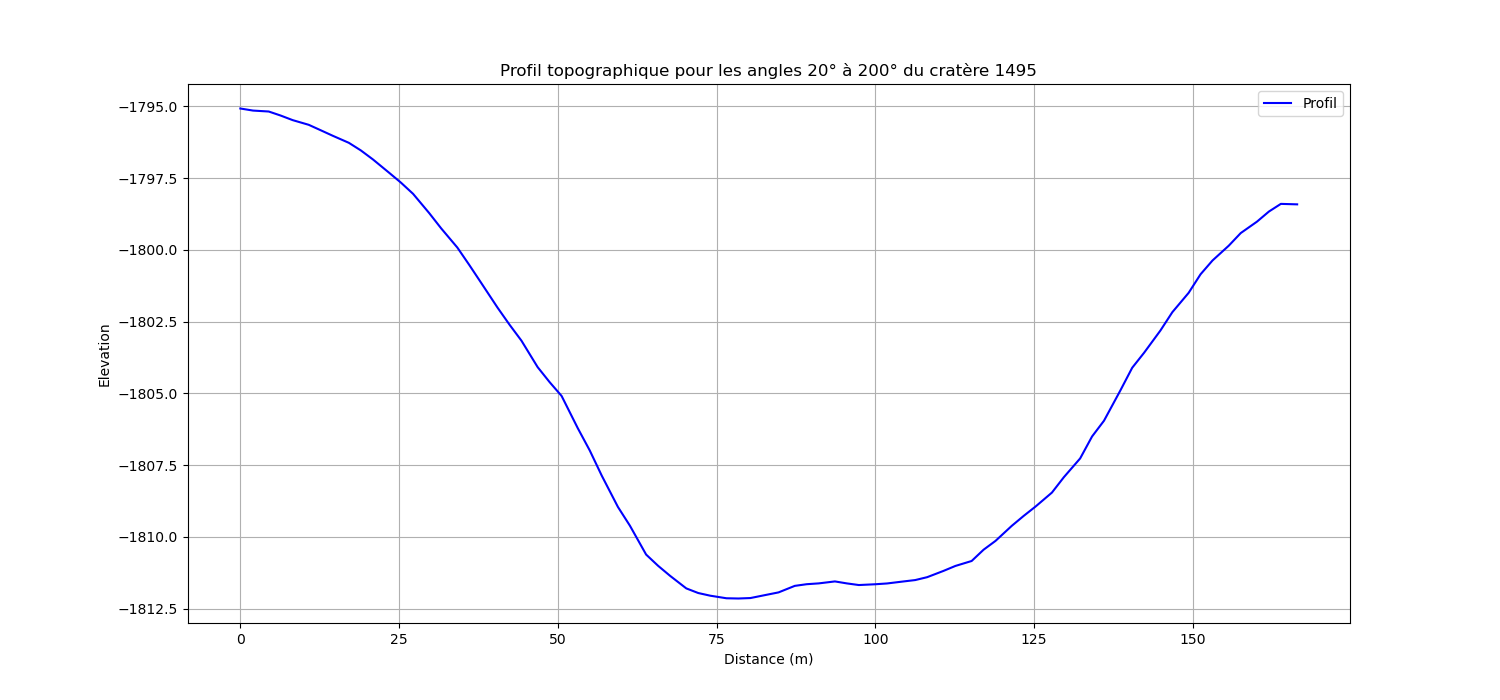 Profil topographique pour les angles 20° à 200° du cratère 1495
Profil
−1795.0
−1797.5
−1800.0
−1802.5
−1805.0
−1807.5
−1810.0
−1812.5
Elevation
0 25 50 75 100 125 150
Distance (m)